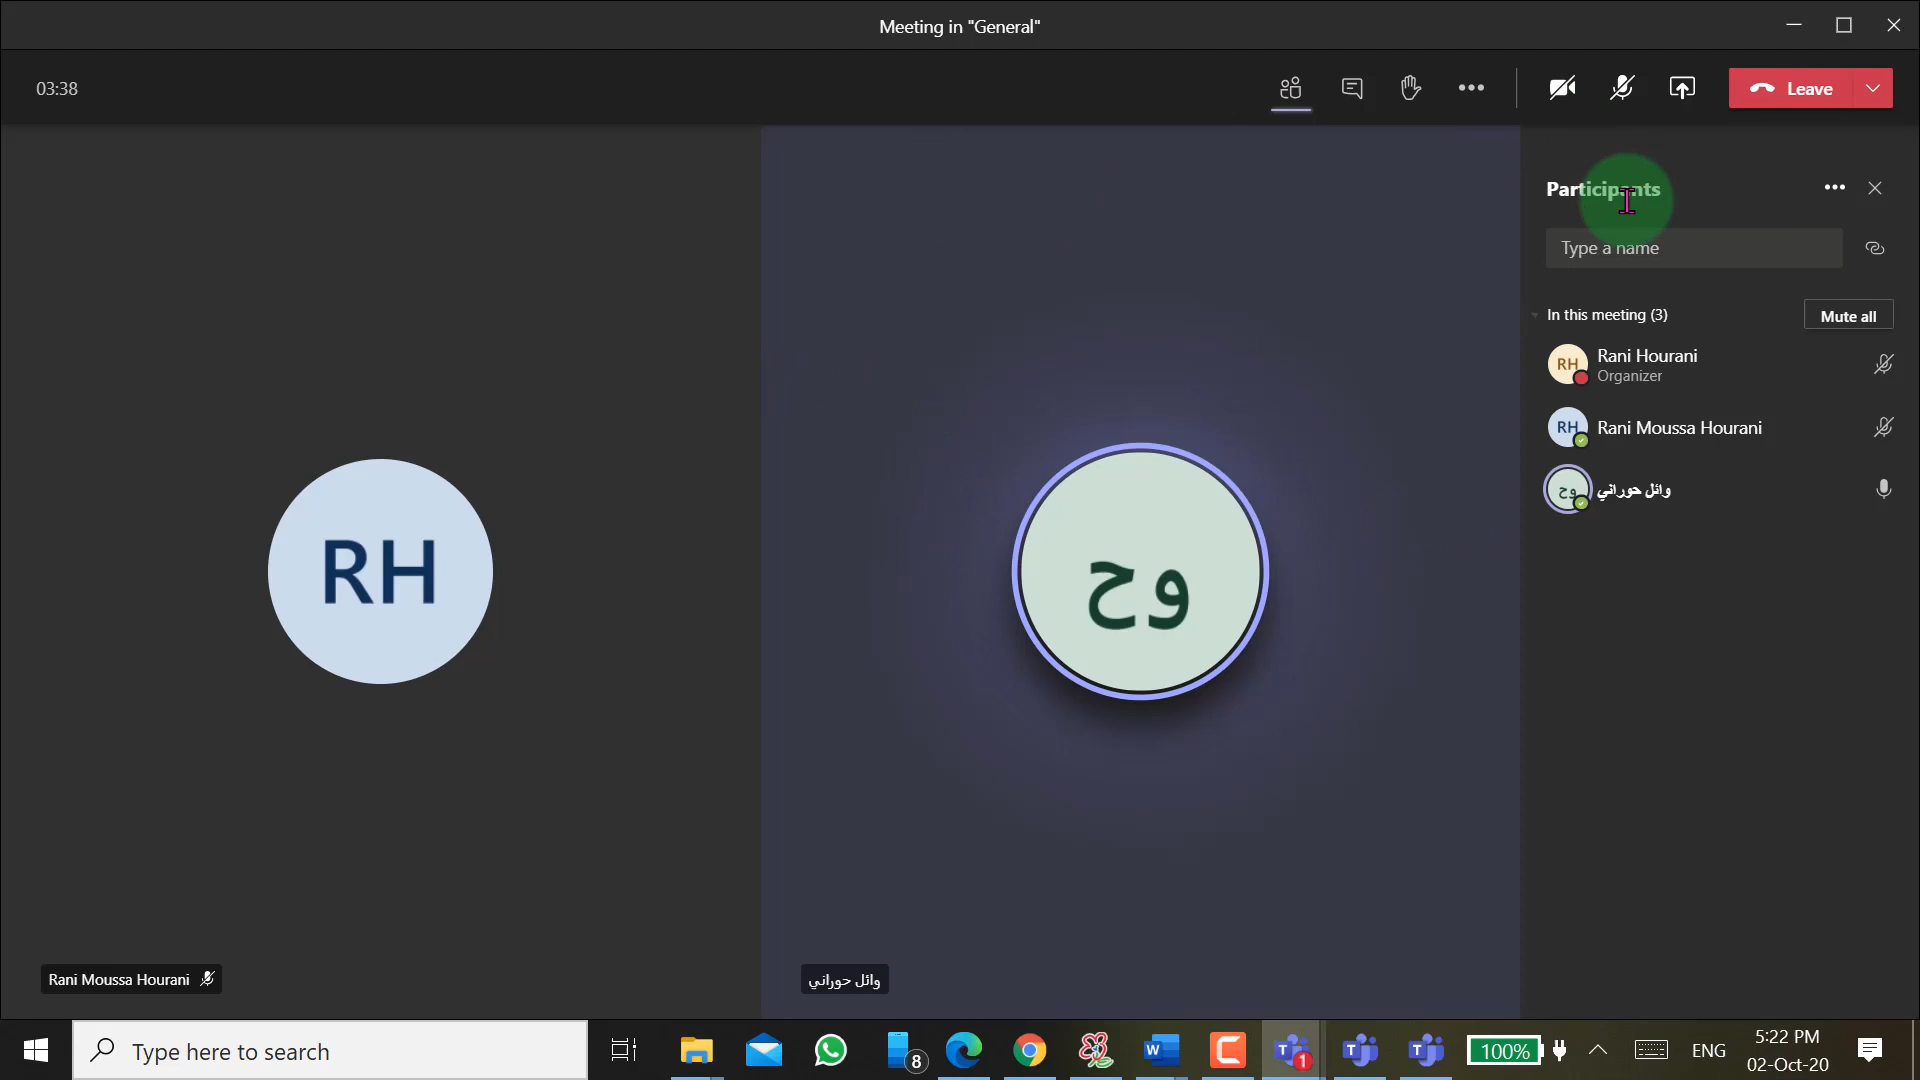 Meeting in "General"
03:38
Leave
Participants
Type a name
In this meeting (3)
Mute all
RH
Rani Hourani
Organizer
RH
Rani Moussa Hourani
وح
وائل حوراني
RH
وح
Rani Moussa Hourani
وائل حوراني
Type here to search
8
W
T
1
T
T
100%
ENG
5:22 PM
02-Oct-20